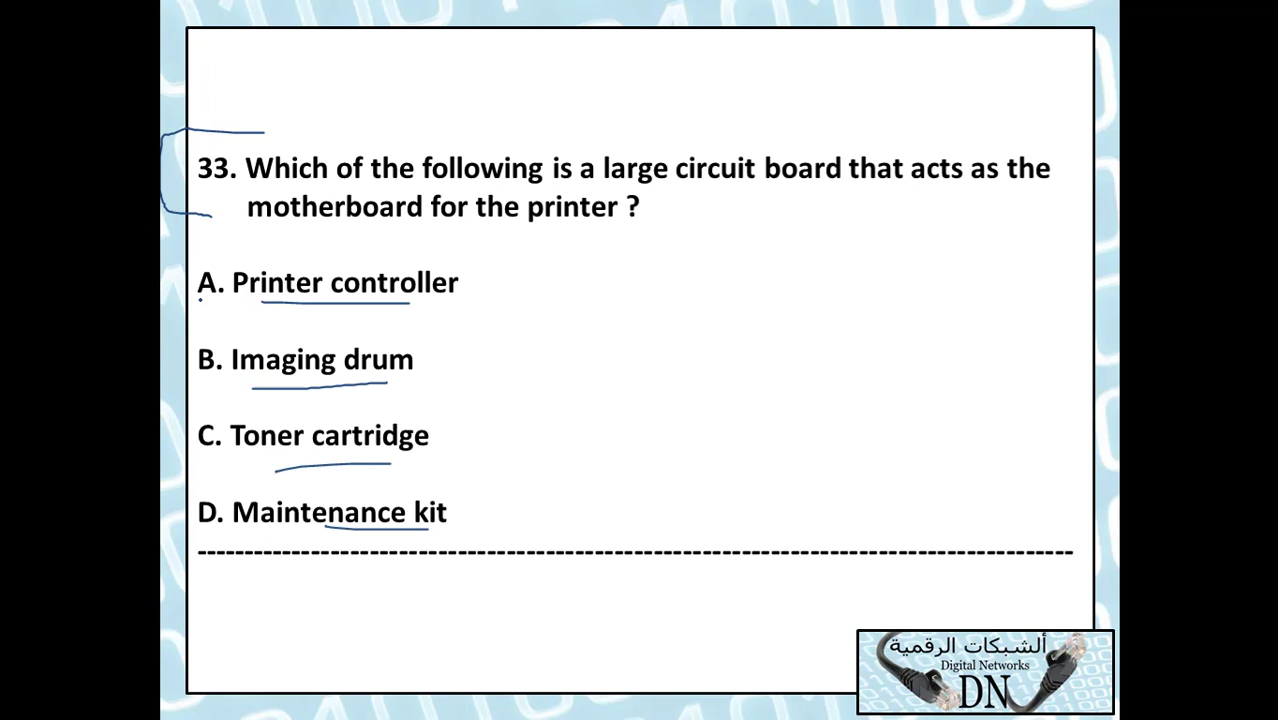 33. Which of the following is a large circuit board that acts as the
motherboard for the printer ?
A. Printer controller
B. Imaging drum
C. Toner cartridge
D. Maintenance kit
ألشبكات الرقمية
Digital Networks
DN